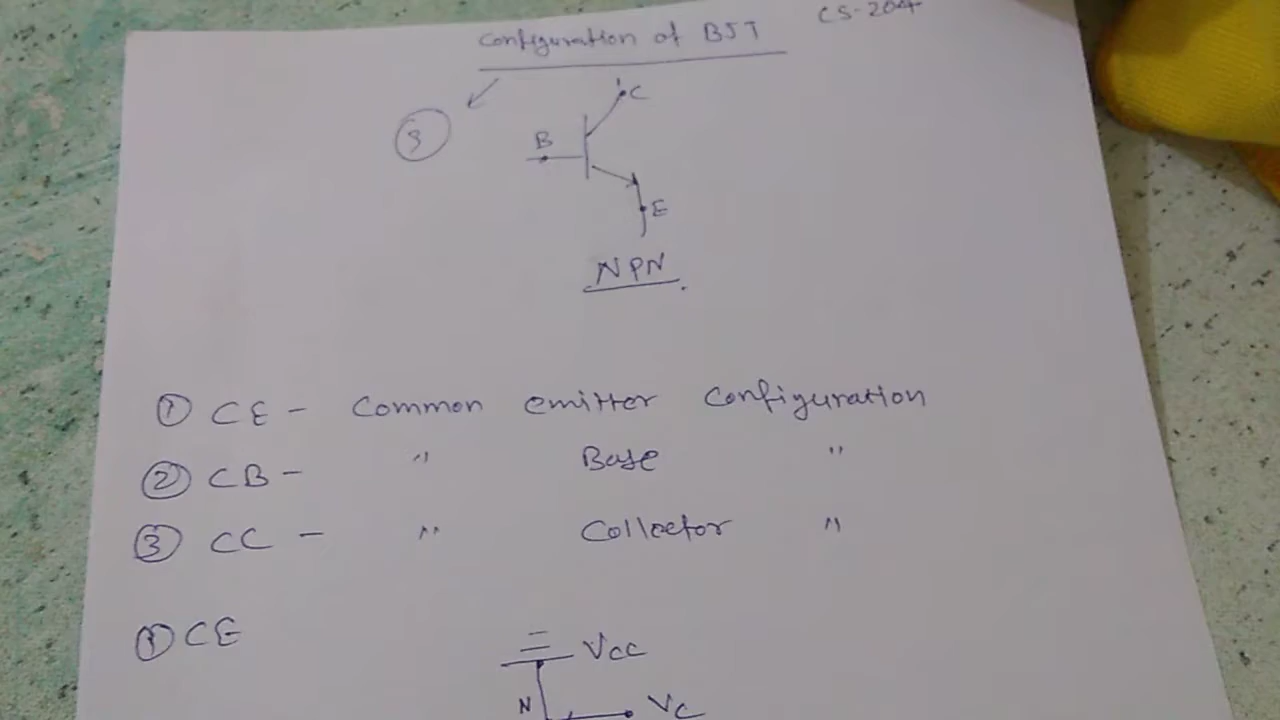 Configuration of BJT CS-204
3
C
B
E
NPN
① CE - Common emitter Configuration
② CB - " Base "
③ CC - " Collector "
① CE
VCC
N VC